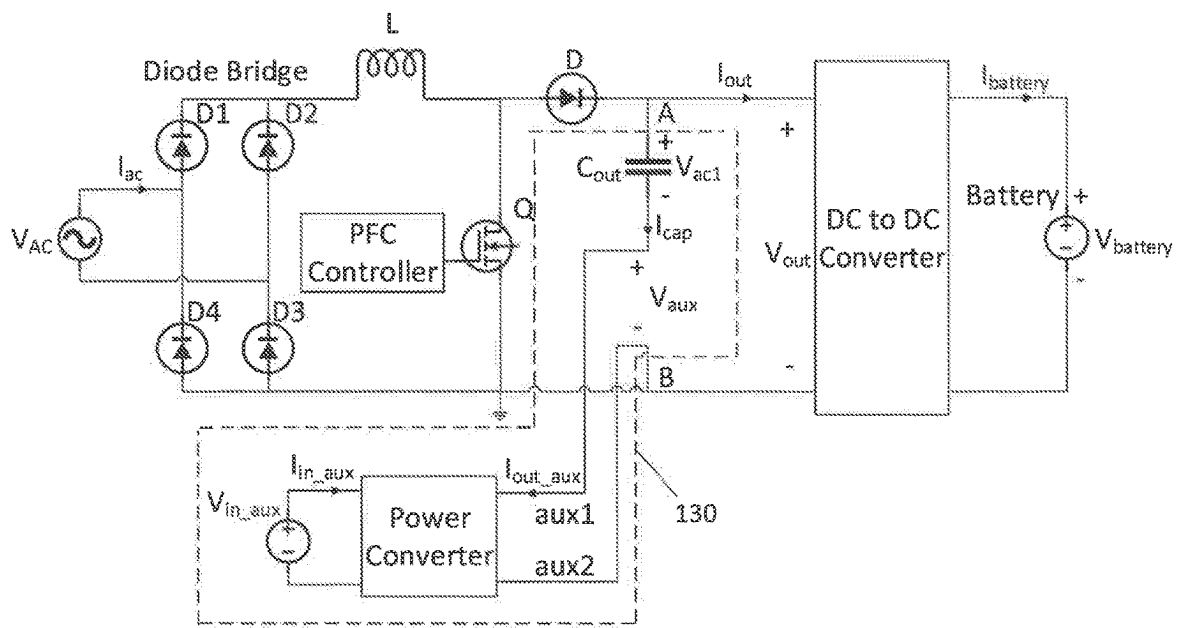 L
Diode Bridge
D
I_out
I_battery
D1
D2
A
+
+
I_ac
C_out
V_ac1
-
Q
Battery
+
V_AC
PFC
Controller
I_cap
+
V_out
DC to DC
Converter
V_battery
V_aux
-
-
D4
D3
-
B
I_in_aux
I_out_aux
V_in_aux
aux1
130
Power
Converter
aux2